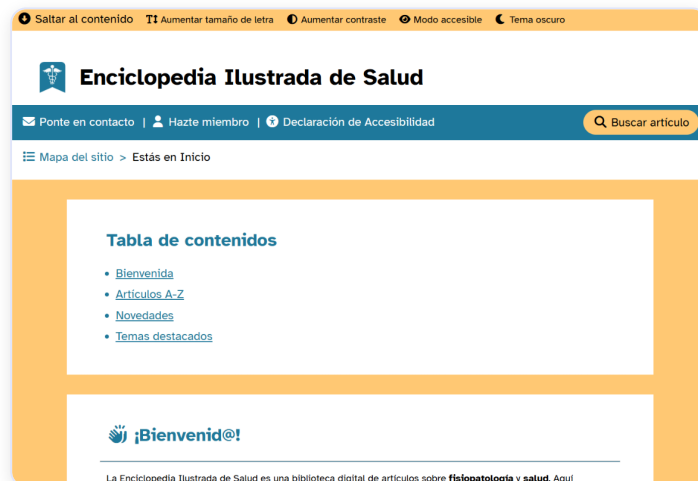 Saltar al contenido Aumentar tamaño de letra Aumentar contraste Modo accesible Tema oscuro
Enciclopedia Ilustrada de Salud
Ponte en contacto | Hazte miembro | Declaración de Accesibilidad Buscar artículo
Mapa del sitio > Estás en Inicio
Tabla de contenidos
• Bienvenida
• Artículos A-Z
• Novedades
• Temas destacados
¡Bienvenid@!
La Enciclopedia Ilustrada de Salud es una biblioteca digital de artículos sobre fisiopatología y salud. Aquí